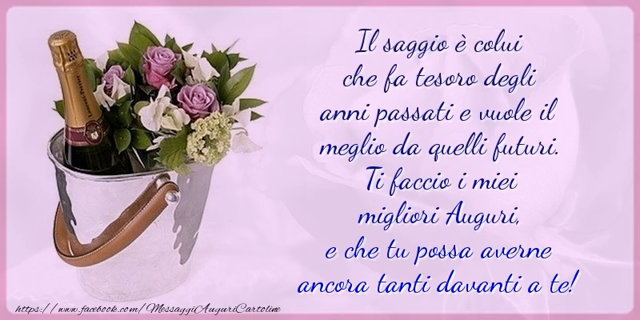 Il saggio è colui
che fa tesoro degli
anni passati e vuole il
meglio da quelli futuri.
Ti faccio i miei
migliori Auguri,
e che tu possa averne
ancora tanti davanti a te!
https://www.facebook.com/MessaggiAuguriCartoline